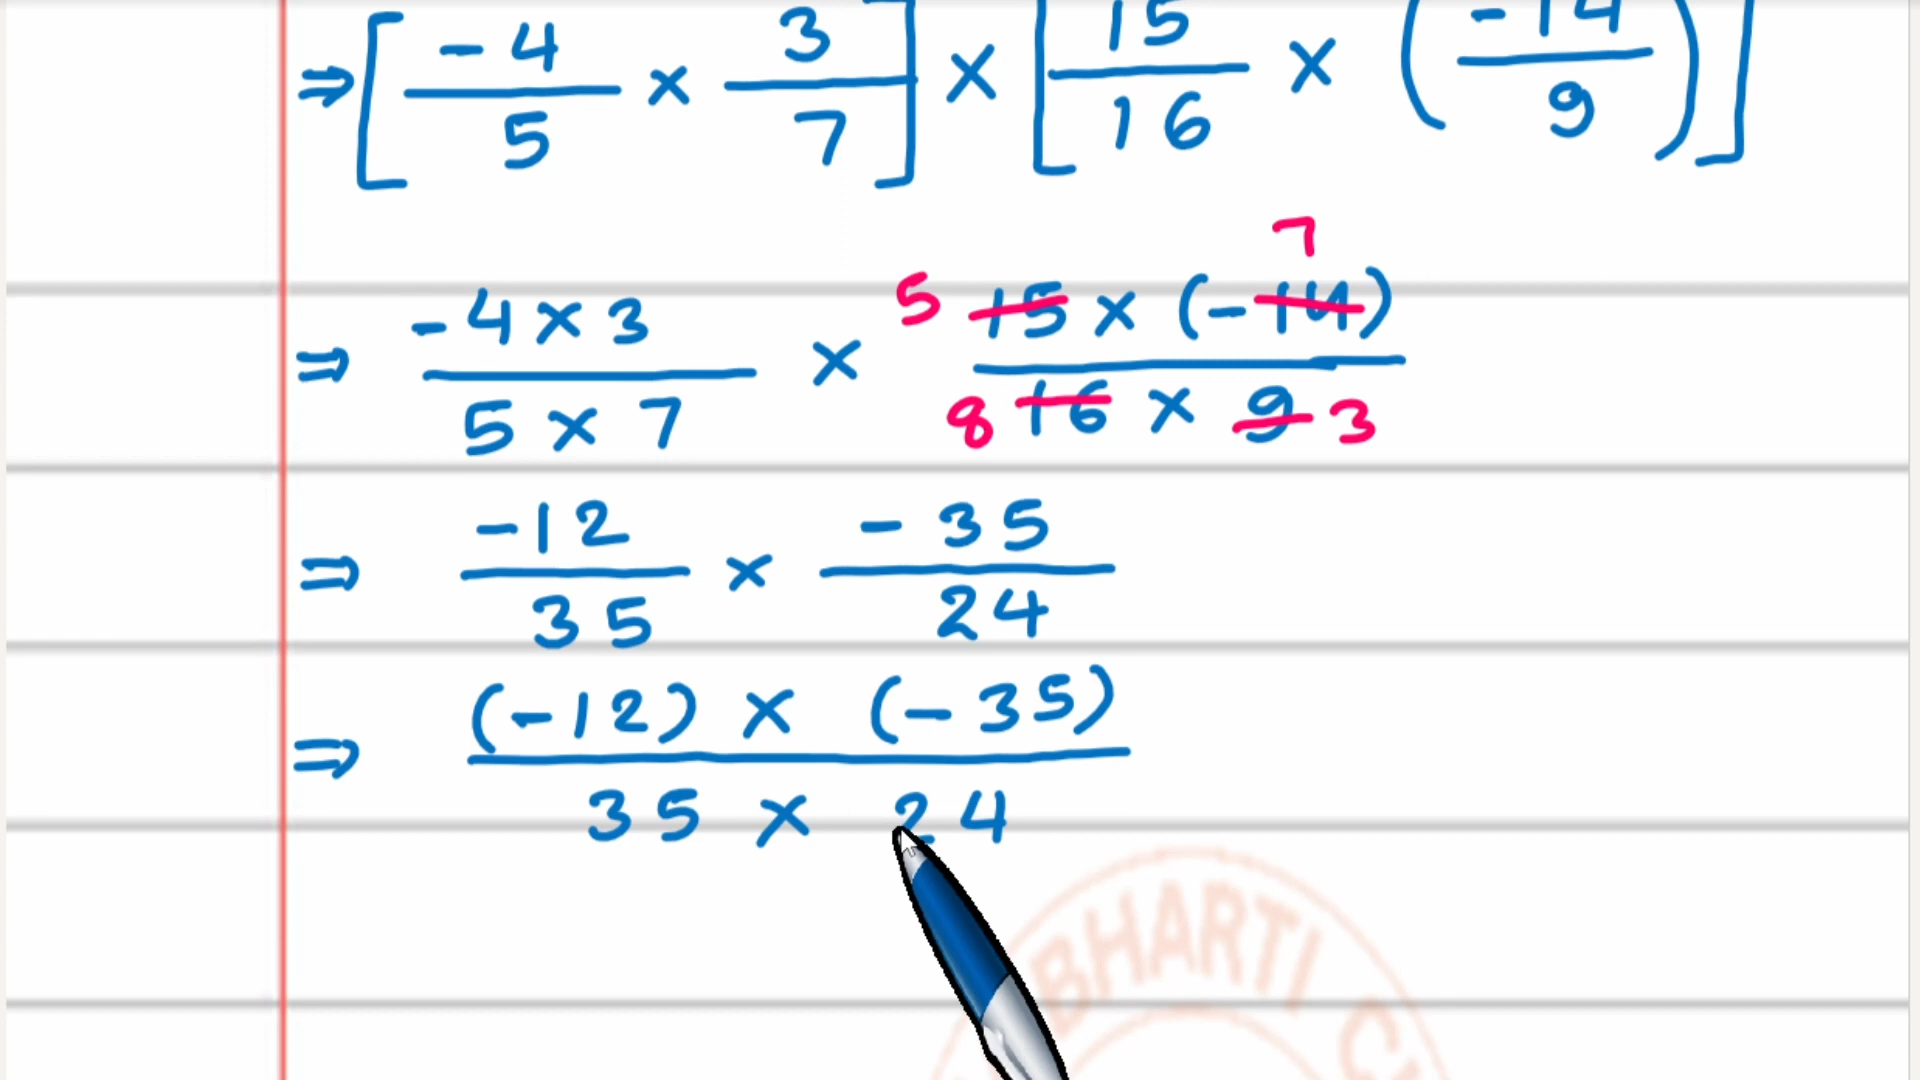 ⇒ [ -4/5 × 3/7 ] × [ 15/16 × ( -14/9 ) ]
7
⇒ -4 × 3 / 5 × 7 × 5 15 × (-14) / 8 16 × 9 3
⇒ -12/35 × -35/24
⇒ (-12) × (-35) / 35 × 24
BHARTI